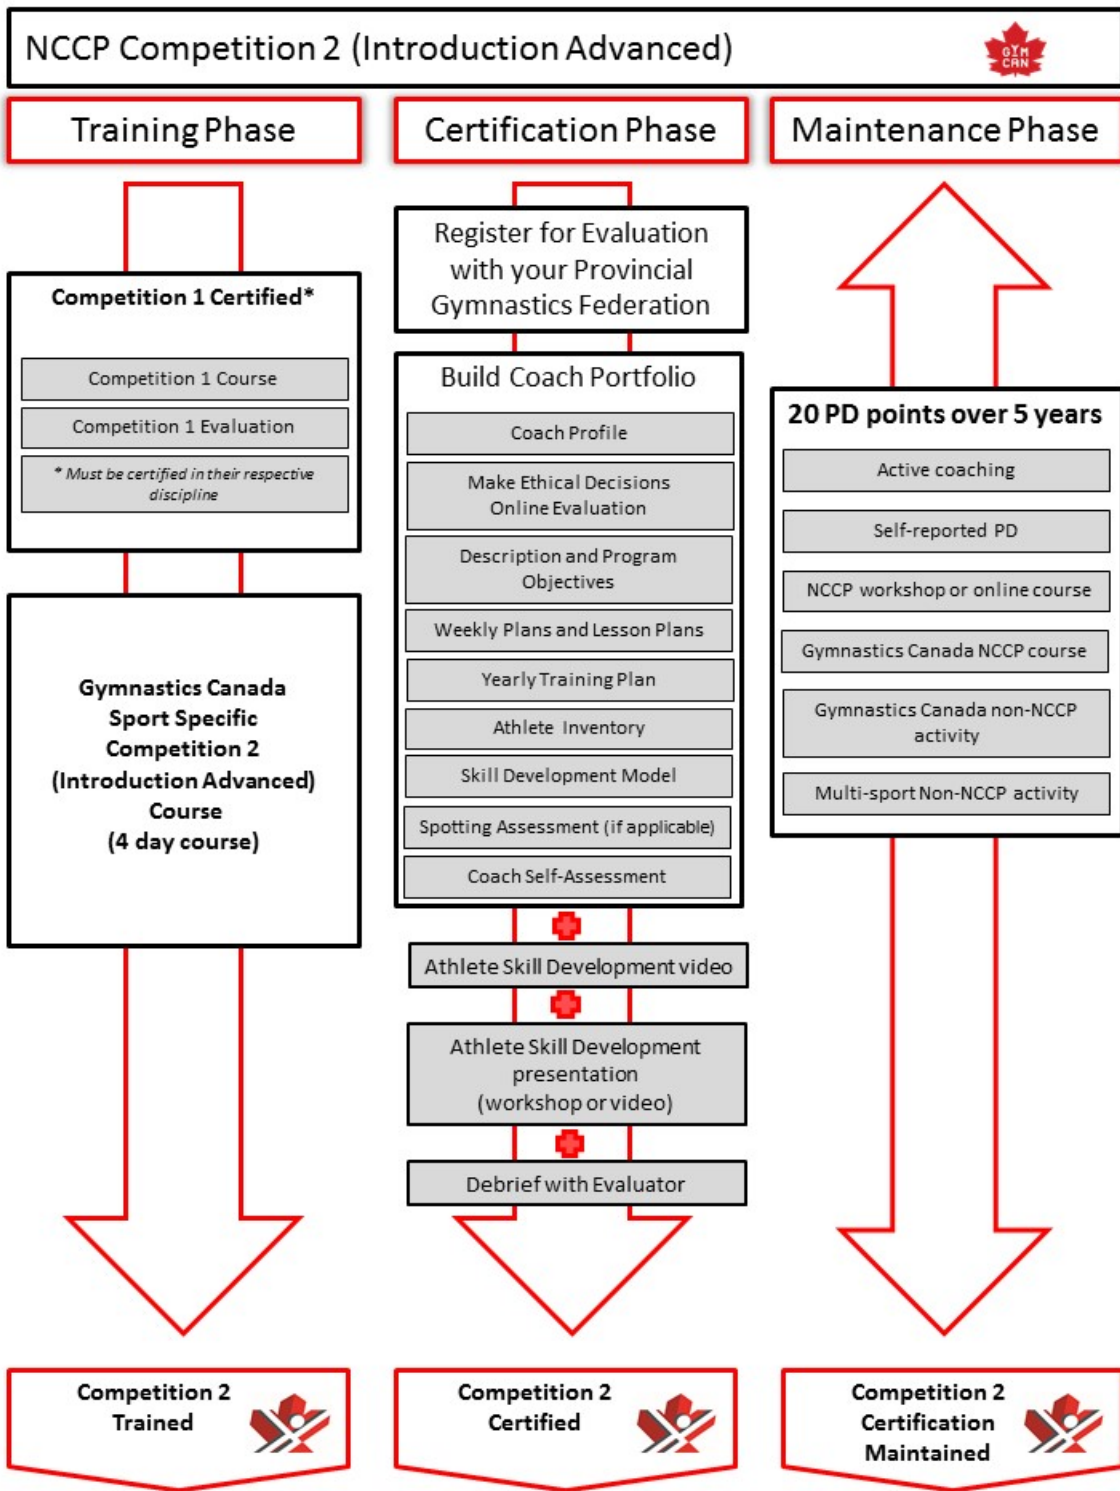 NCCP Competition 2 (Introduction Advanced)
GYM
CAN
Training Phase
Competition 1 Certified*
Competition 1 Course
Competition 1 Evaluation
* Must be certified in their respective
discipline
Gymnastics Canada
Sport Specific
Competition 2
(Introduction Advanced)
Course
(4 day course)
Competition 2
Trained
Certification Phase
Register for Evaluation
with your Provincial
Gymnastics Federation
Build Coach Portfolio
Coach Profile
Make Ethical Decisions
Online Evaluation
Description and Program
Objectives
Weekly Plans and Lesson Plans
Yearly Training Plan
Athlete Inventory
Skill Development Model
Spotting Assessment (if applicable)
Coach Self-Assessment
Athlete Skill Development video
Athlete Skill Development
presentation
(workshop or video)
Debrief with Evaluator
Competition 2
Certified
Maintenance Phase
20 PD points over 5 years
Active coaching
Self-reported PD
NCCP workshop or online course
Gymnastics Canada NCCP course
Gymnastics Canada non-NCCP
activity
Multi-sport Non-NCCP activity
Competition 2
Certification
Maintained